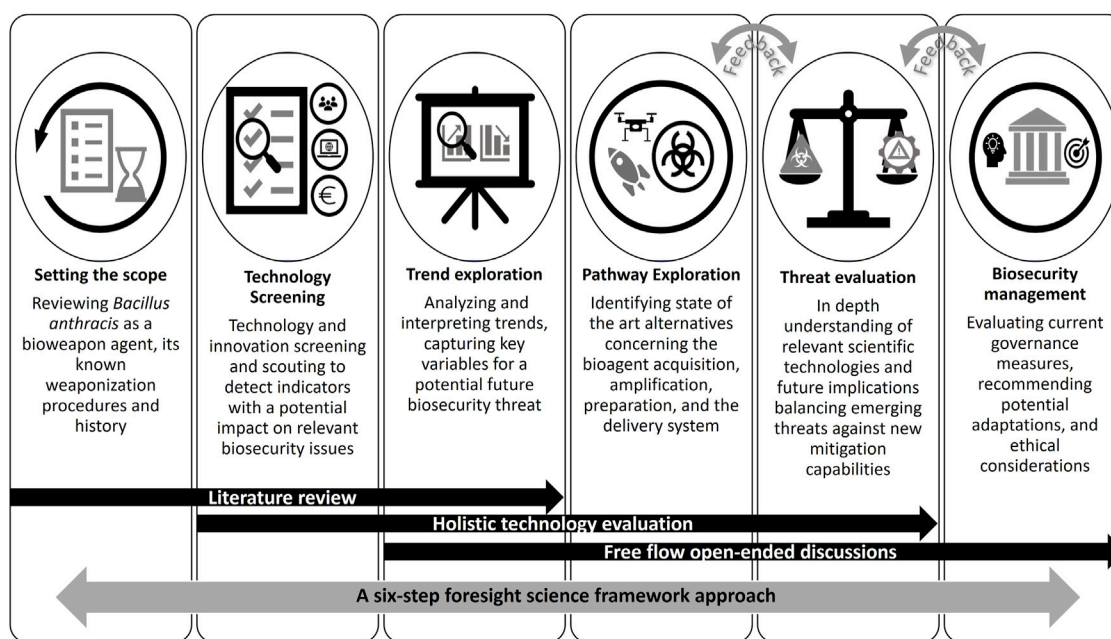 Feedback
Feedback
Setting the scope
Reviewing Bacillus
anthracis as a
bioweapon agent, its
known
weaponization
procedures and
history
Technology
Screening
Technology and
innovation screening
and scouting to
detect indicators
with a potential
impact on relevant
biosecurity issues
Trend exploration
Analyzing and
interpreting trends,
capturing key
variables for a
potential future
biosecurity threat
Pathway Exploration
Identifying state of
the art alternatives
concerning the
bioagent acquisition,
amplification,
preparation, and the
delivery system
Threat evaluation
In depth
understanding of
relevant scientific
technologies and
future implications
balancing emerging
threats against new
mitigation
capabilities
Biosecurity
management
Evaluating current
governance
measures,
recommending
potential
adaptations, and
ethical
considerations
Literature review
Holistic technology evaluation
Free flow open-ended discussions
A six-step foresight science framework approach